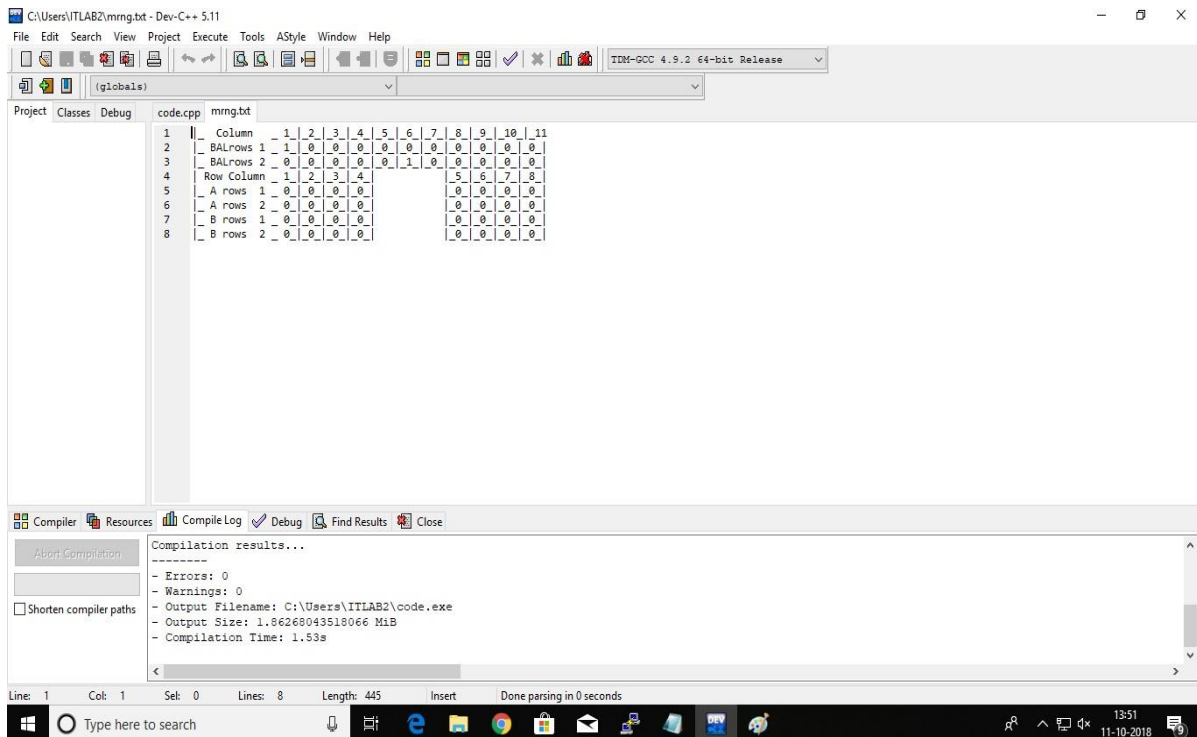 C:\Users\ITLAB2\mrng.txt - Dev-C++ 5.11
File Edit Search View Project Execute Tools AStyle Window Help
TDM-GCC 4.9.2 64-bit Release
(globals)
Project Classes Debug code.cpp mrng.txt
1 |_ Column _ 1_|_2_|_3_|_4_|_5_|_6_|_7_|_8_|_9_|_10_|_11
2 |_ BALrows 1 _ 1_|_0_|_0_|_0_|_0_|_0_|_0_|_0_|_0_|_0_|_0_|
3 |_ BALrows 2 _ 0_|_0_|_0_|_0_|_0_|_1_|_0_|_0_|_0_|_0_|_0_|
4 | Row Column _ 1_|_2_|_3_|_4_| |_5_|_6_|_7_|_8_|
5 |_ A rows 1 _ 0_|_0_|_0_|_0_| |_0_|_0_|_0_|_0_|
6 |_ A rows 2 _ 0_|_0_|_0_|_0_| |_0_|_0_|_0_|_0_|
7 |_ B rows 1 _ 0_|_0_|_0_|_0_| |_0_|_0_|_0_|_0_|
8 |_ B rows 2 _ 0_|_0_|_0_|_0_| |_0_|_0_|_0_|_0_|
Compiler Resources Compile Log Debug Find Results Close
Abort Compilation
Shorten compiler paths
Compilation results...
--------
- Errors: 0
- Warnings: 0
- Output Filename: C:\Users\ITLAB2\code.exe
- Output Size: 1.86268043518066 MiB
- Compilation Time: 1.53s
Line: 1 Col: 1 Sel: 0 Lines: 8 Length: 445 Insert Done parsing in 0 seconds
Type here to search
DEV
13:51
11-10-2018
9